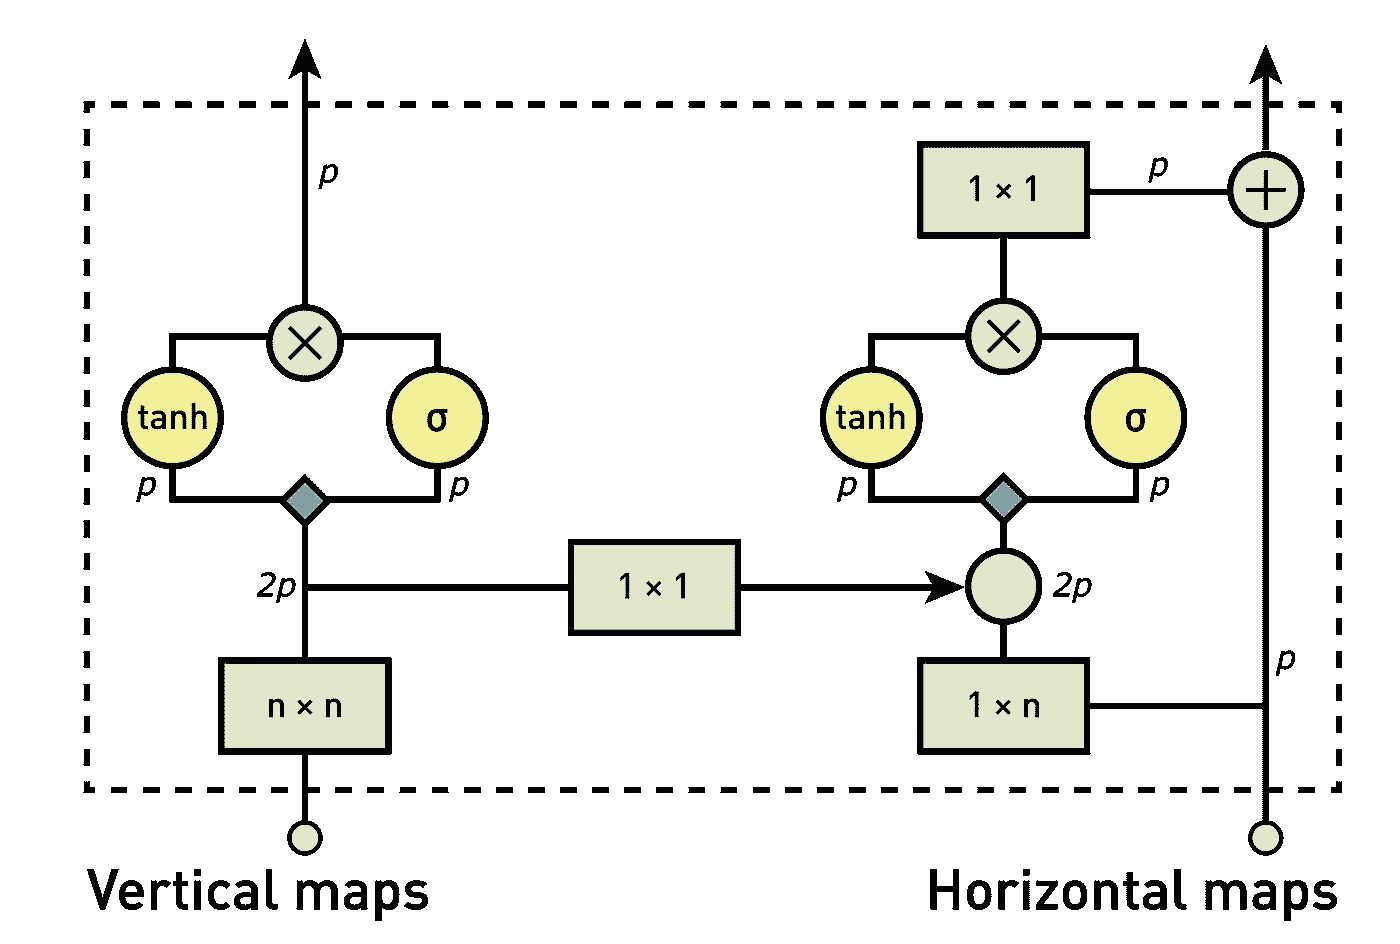 p
1 × 1
p
+
×
×
tanh
σ
tanh
σ
p
p
p
p
2p
1 × 1
2p
n × n
1 × n
p
Vertical maps
Horizontal maps